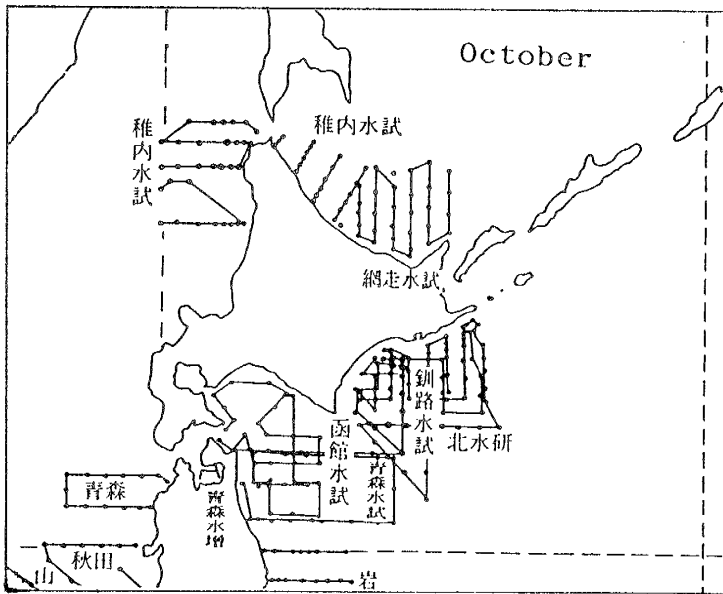 October
稚内水試
稚内水試
網走水試
釧路水試
北水研
函館水試
青森水試
青森水増
青森
秋田
山
岩